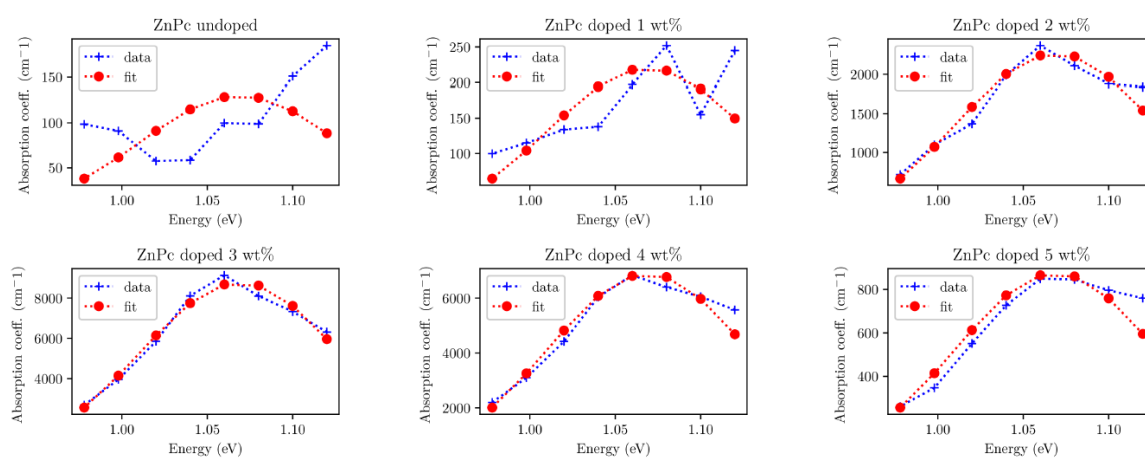 ZnPc undoped
Absorption coeff. (cm⁻¹)
150
100
50
data
fit
1.00
1.05
1.10
Energy (eV)
ZnPc doped 1 wt%
Absorption coeff. (cm⁻¹)
250
200
150
100
data
fit
1.00
1.05
1.10
Energy (eV)
ZnPc doped 2 wt%
Absorption coeff. (cm⁻¹)
2000
1500
1000
data
fit
1.00
1.05
1.10
Energy (eV)
ZnPc doped 3 wt%
Absorption coeff. (cm⁻¹)
8000
6000
4000
data
fit
1.00
1.05
1.10
Energy (eV)
ZnPc doped 4 wt%
Absorption coeff. (cm⁻¹)
6000
4000
2000
data
fit
1.00
1.05
1.10
Energy (eV)
ZnPc doped 5 wt%
Absorption coeff. (cm⁻¹)
800
600
400
data
fit
1.00
1.05
1.10
Energy (eV)